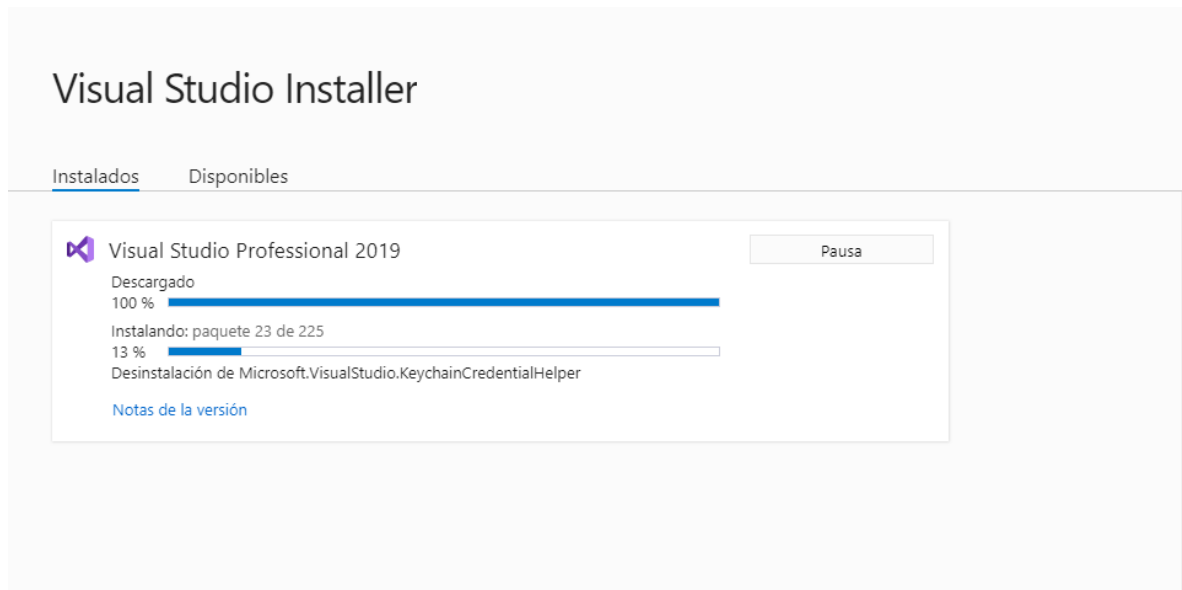 Visual Studio Installer
Instalados Disponibles
Visual Studio Professional 2019 Pausa
Descargado
100 %
Instalando: paquete 23 de 225
13 %
Desinstalación de Microsoft.VisualStudio.KeychainCredentialHelper
Notas de la versión